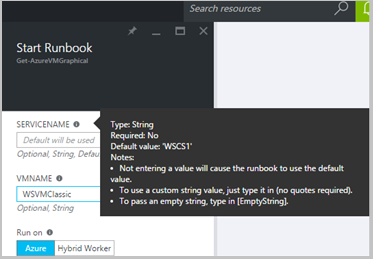 Search resources
Start Runbook
Get-AzureVMGraphical
SERVICENAME
Default will be used
Optional, String, Defau
VMNAME
WSVMClassic
Optional, String
Run on
Azure Hybrid Worker
Type: String
Required: No
Default value: 'WSCS1'
Notes:
• Not entering a value will cause the runbook to use the default
value.
• To use a custom string value, just type it in (no quotes required).
• To pass an empty string, type in [EmptyString].